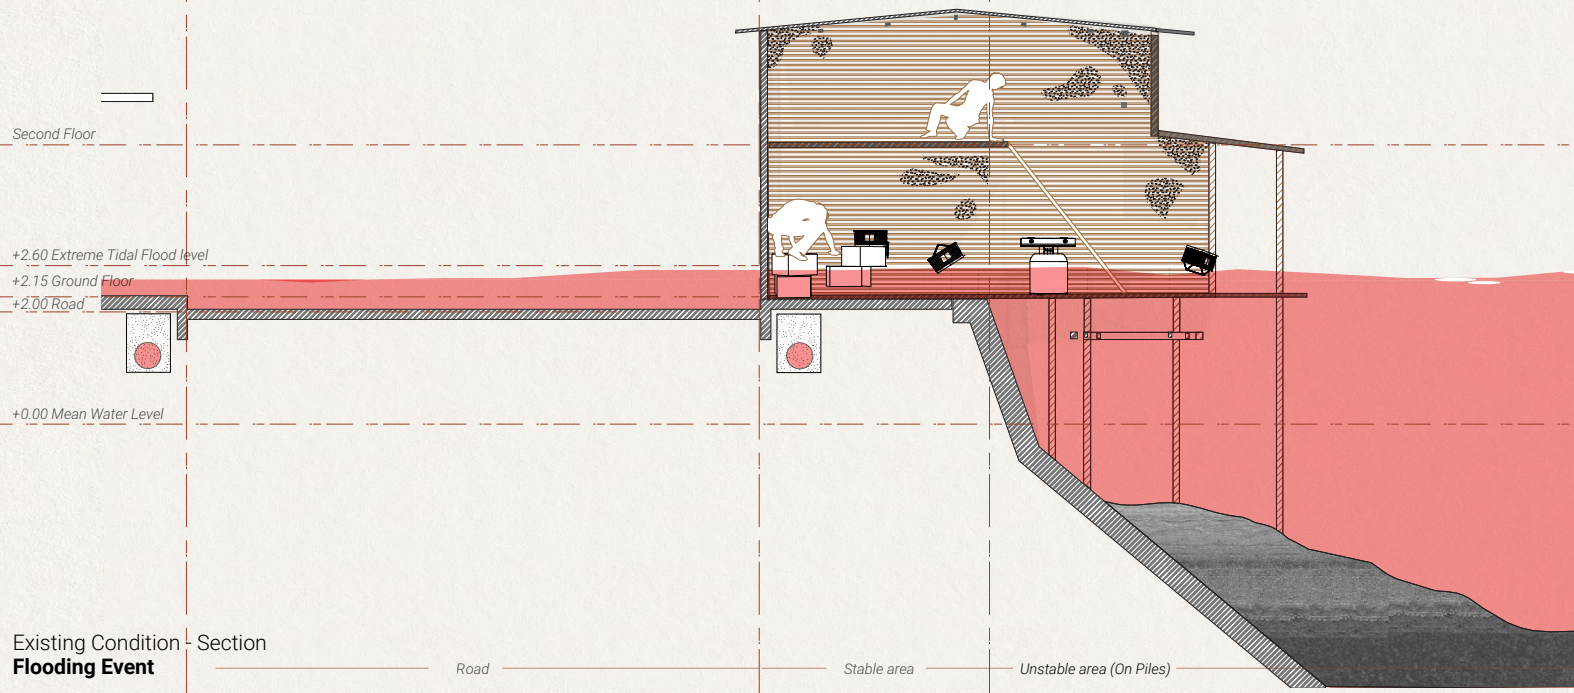 Second Floor
+2.60 Extreme Tidal Flood level
+2.15 Ground Floor
+2.00 Road
+0.00 Mean Water Level
Existing Condition - Section
Flooding Event
Road
Stable area
Unstable area (On Piles)